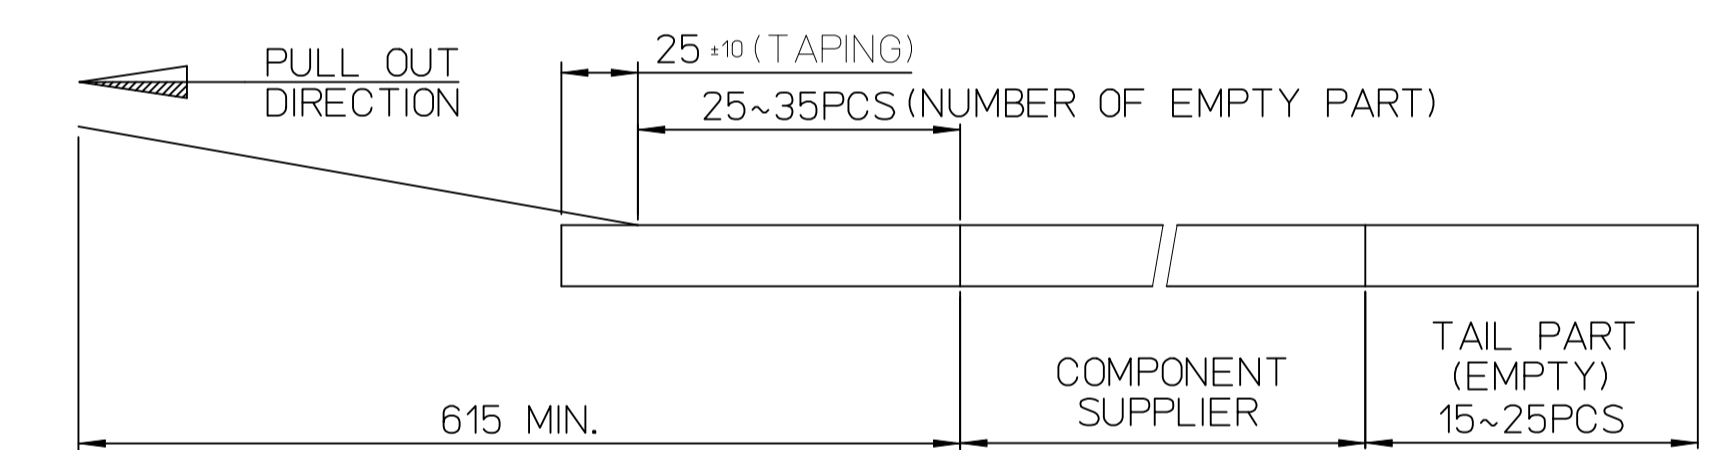 PULL OUT
DIRECTION
25 ±10 (TAPING)
25~35PCS (NUMBER OF EMPTY PART)
615 MIN.
COMPONENT
SUPPLIER
TAIL PART
(EMPTY)
15~25PCS